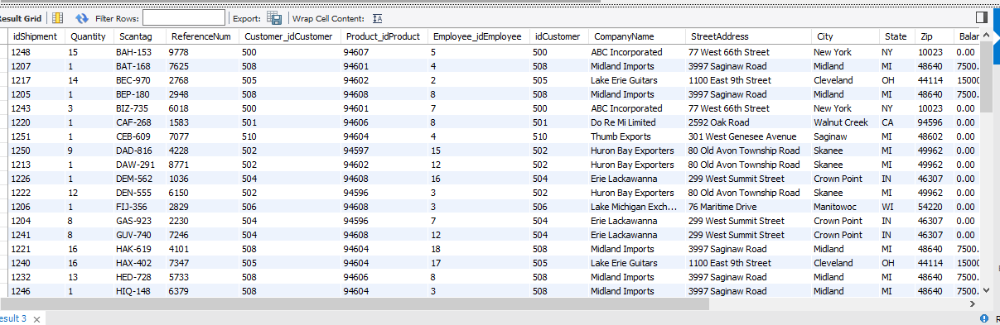 Result Grid Filter Rows: Export: Wrap Cell Content:
idShipment Quantity Scantag ReferenceNum Customer_idCustomer Product_idProduct Employee_idEmployee idCustomer CompanyName StreetAddress City State Zip Balar
1248 15 BAH-153 9778 500 94607 5 500 ABC Incorporated 77 West 66th Street New York NY 10023 0.00
1207 1 BAT-168 7625 508 94601 4 508 Midland Imports 3997 Saginaw Road Midland MI 48640 7500.
1217 14 BEC-970 2768 505 94602 2 505 Lake Erie Guitars 1100 East 9th Street Cleveland OH 44114 15000
1205 1 BEP-180 2948 508 94608 8 508 Midland Imports 3997 Saginaw Road Midland MI 48640 7500.
1243 3 BIZ-735 6018 500 94601 7 500 ABC Incorporated 77 West 66th Street New York NY 10023 0.00
1220 1 CAF-268 1583 501 94606 8 501 Do Re Mi Limited 2592 Oak Road Walnut Creek CA 94596 0.00
1251 1 CEB-609 7077 510 94604 4 510 Thumb Exports 301 West Genesee Avenue Saginaw MI 48602 0.00
1250 9 DAD-816 4228 502 94597 15 502 Huron Bay Exporters 80 Old Avon Township Road Skanee MI 49962 0.00
1213 1 DAW-291 8771 502 94602 12 502 Huron Bay Exporters 80 Old Avon Township Road Skanee MI 49962 0.00
1226 1 DEM-562 1036 504 94608 16 504 Erie Lackawanna 299 West Summit Street Crown Point IN 46307 0.00
1222 12 DEN-555 6150 502 94596 3 502 Huron Bay Exporters 80 Old Avon Township Road Skanee MI 49962 0.00
1206 1 FIJ-356 2829 506 94608 3 506 Lake Michigan Exch... 76 Maritime Drive Manitowoc WI 54220 0.00
1204 8 GAS-923 2230 504 94596 7 504 Erie Lackawanna 299 West Summit Street Crown Point IN 46307 0.00
1241 8 GUV-740 7246 504 94608 12 504 Erie Lackawanna 299 West Summit Street Crown Point IN 46307 0.00
1221 16 HAK-619 4101 508 94604 18 508 Midland Imports 3997 Saginaw Road Midland MI 48640 7500.
1240 16 HAX-402 7347 505 94604 17 505 Lake Erie Guitars 1100 East 9th Street Cleveland OH 44114 15000
1232 13 HED-728 5733 508 94606 8 508 Midland Imports 3997 Saginaw Road Midland MI 48640 7500.
1246 1 HIQ-148 6379 508 94604 3 508 Midland Imports 3997 Saginaw Road Midland MI 48640 7500.
esult 3 R